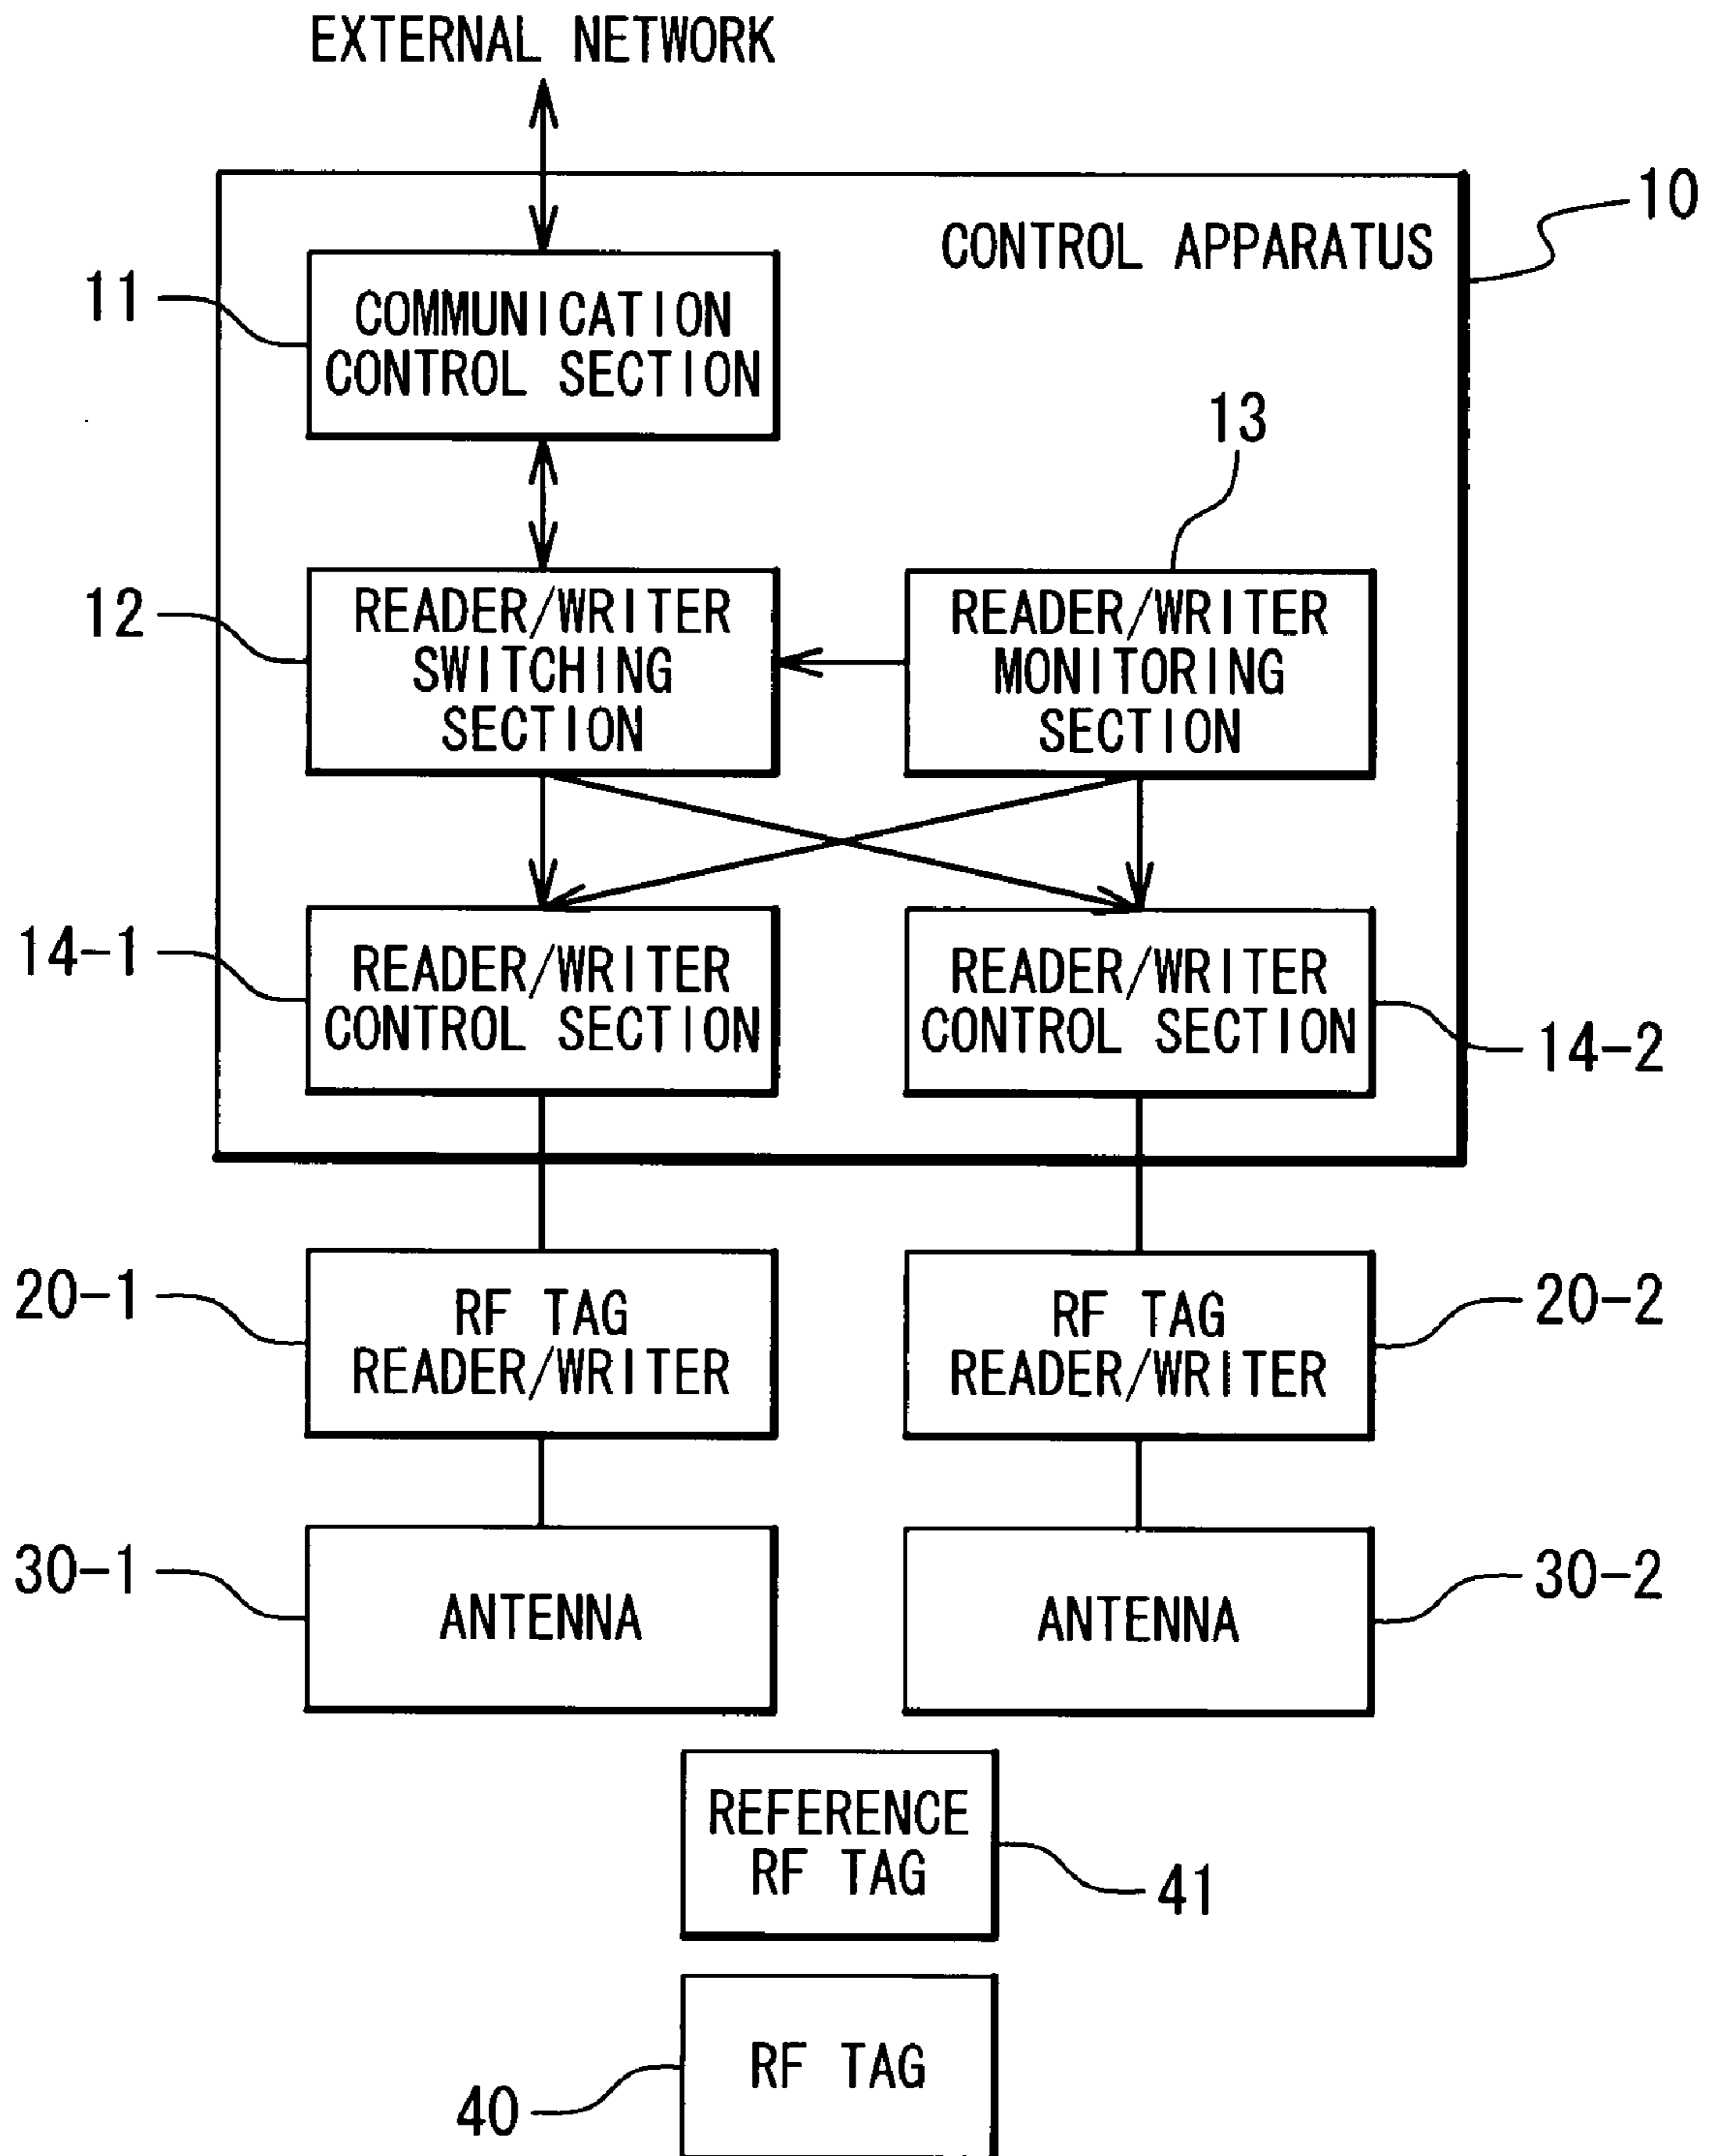 EXTERNAL NETWORK
10
CONTROL APPARATUS
11
COMMUNICATION
CONTROL SECTION
13
12
READER/WRITER
SWITCHING
SECTION
READER/WRITER
MONITORING
SECTION
14-1
READER/WRITER
CONTROL SECTION
READER/WRITER
CONTROL SECTION
14-2
20-1
RF TAG
READER/WRITER
RF TAG
READER/WRITER
20-2
30-1
ANTENNA
ANTENNA
30-2
REFERENCE
RF TAG
41
RF TAG
40